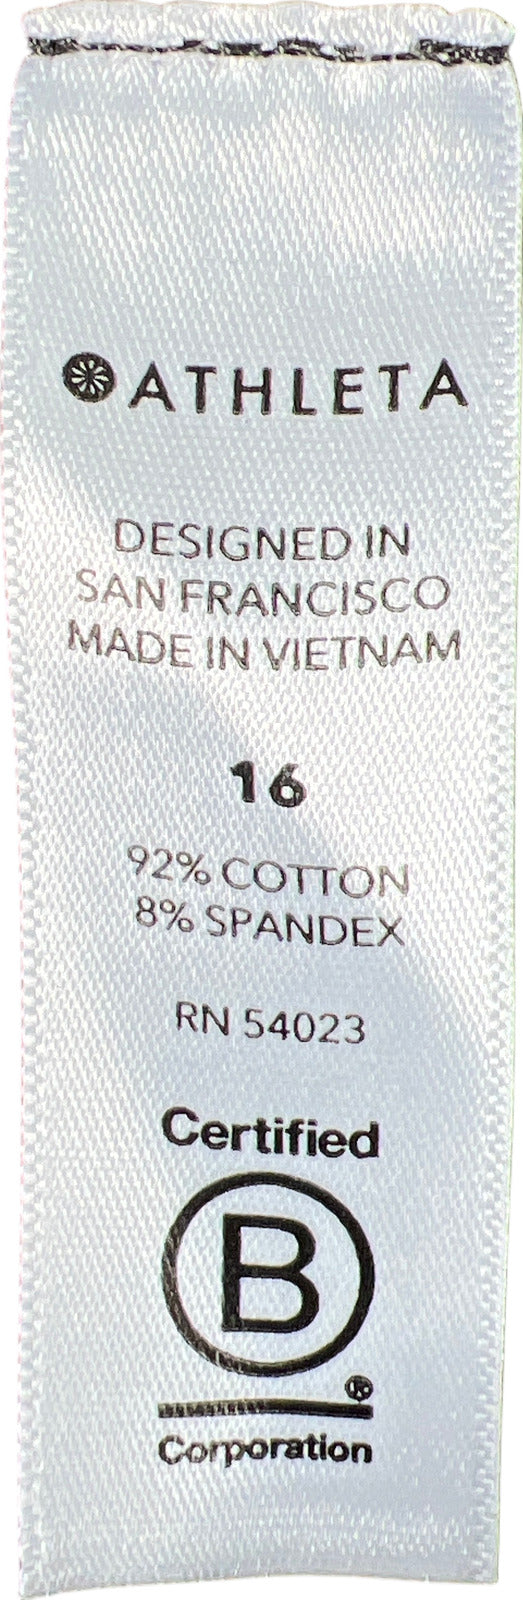 ATHLETA
DESIGNED IN
SAN FRANCISCO
MADE IN VIETNAM
16
92% COTTON
8% SPANDEX
RN 54023
Certified
B
®
Corporation